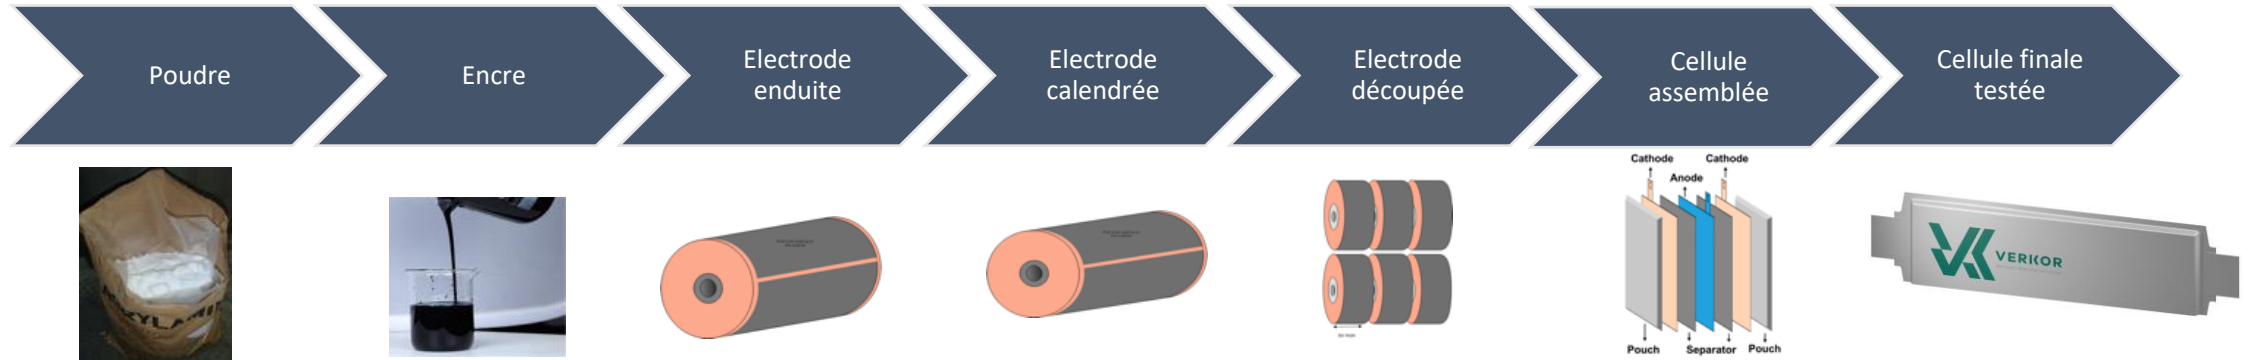 Poudre
Encre
Electrode
enduite
Electrode
calendrée
Electrode
découpée
Cellule
assemblée
Cellule finale
testée
Cathode
Cathode
Anode
Pouch
Separator
Pouch
VERKOR